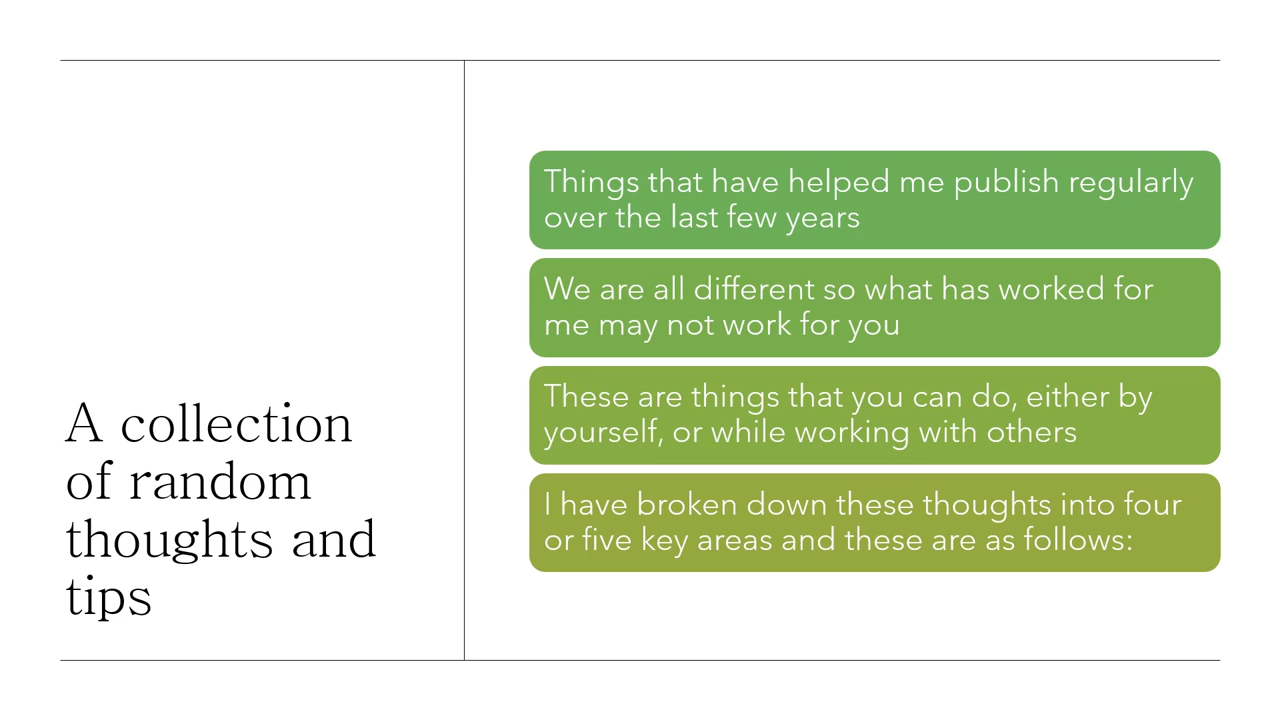 A collection
of random
thoughts and
tips
Things that have helped me publish regularly
over the last few years
We are all different so what has worked for
me may not work for you
These are things that you can do, either by
yourself, or while working with others
I have broken down these thoughts into four
or five key areas and these are as follows: